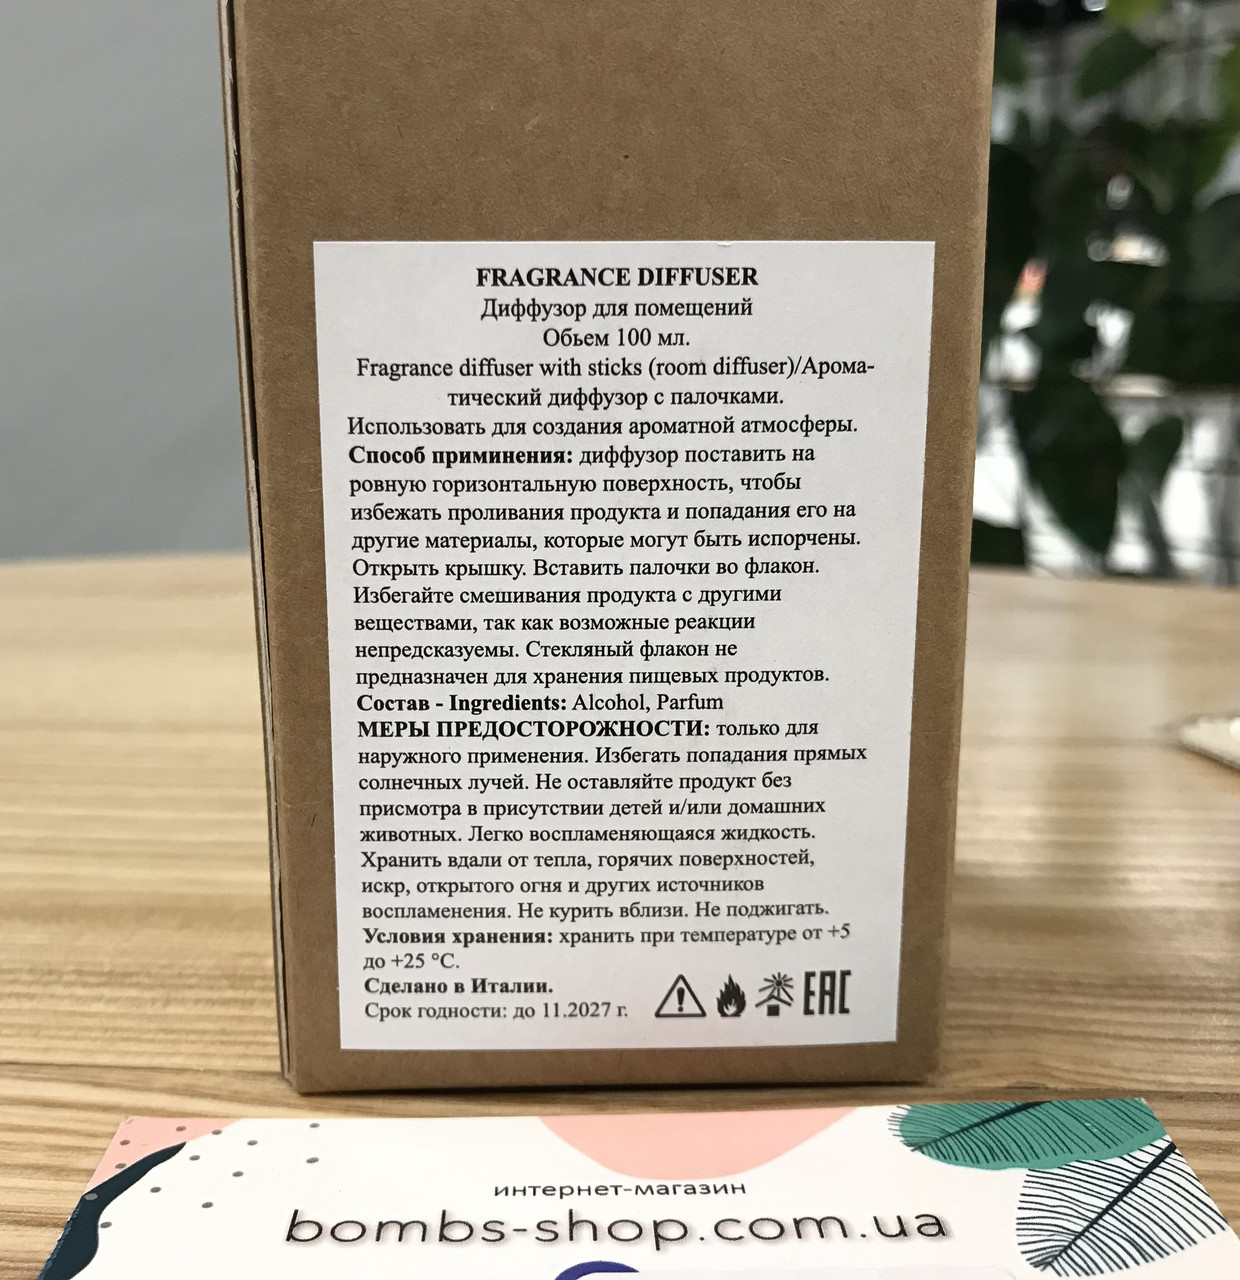 FRAGRANCE DIFFUSER
Диффузор для помещений
Обьем 100 мл.
Fragrance diffuser with sticks (room diffuser)/Арома-
тический диффузор с палочками.
Использовать для создания ароматной атмосферы.
Способ приминения: диффузор поставить на
ровную горизонтальную поверхность, чтобы
избежать проливания продукта и попадания его на
другие материалы, которые могут быть испорчены.
Открыть крышку. Вставить палочки во флакон.
Избегайте смешивания продукта с другими
веществами, так как возможные реакции
непредсказуемы. Стекляный флакон не
предназначен для хранения пищевых продуктов.
Состав - Ingredients: Alcohol, Parfum
МЕРЫ ПРЕДОСТОРОЖНОСТИ: только для
наружного применения. Избегать попадания прямых
солнечных лучей. Не оставляйте продукт без
присмотра в присутствии детей и/или домашних
животных. Легко воспламеняющаяся жидкость.
Хранить вдали от тепла, горячих поверхностей,
искр, открытого огня и других источников
воспламенения. Не курить вблизи. Не поджигать.
Условия хранения: хранить при температуре от +5
до +25 °C.
Сделано в Италии.
Срок годности: до 11.2027 г.
EAC
интернет-магазин
bombs-shop.com.ua